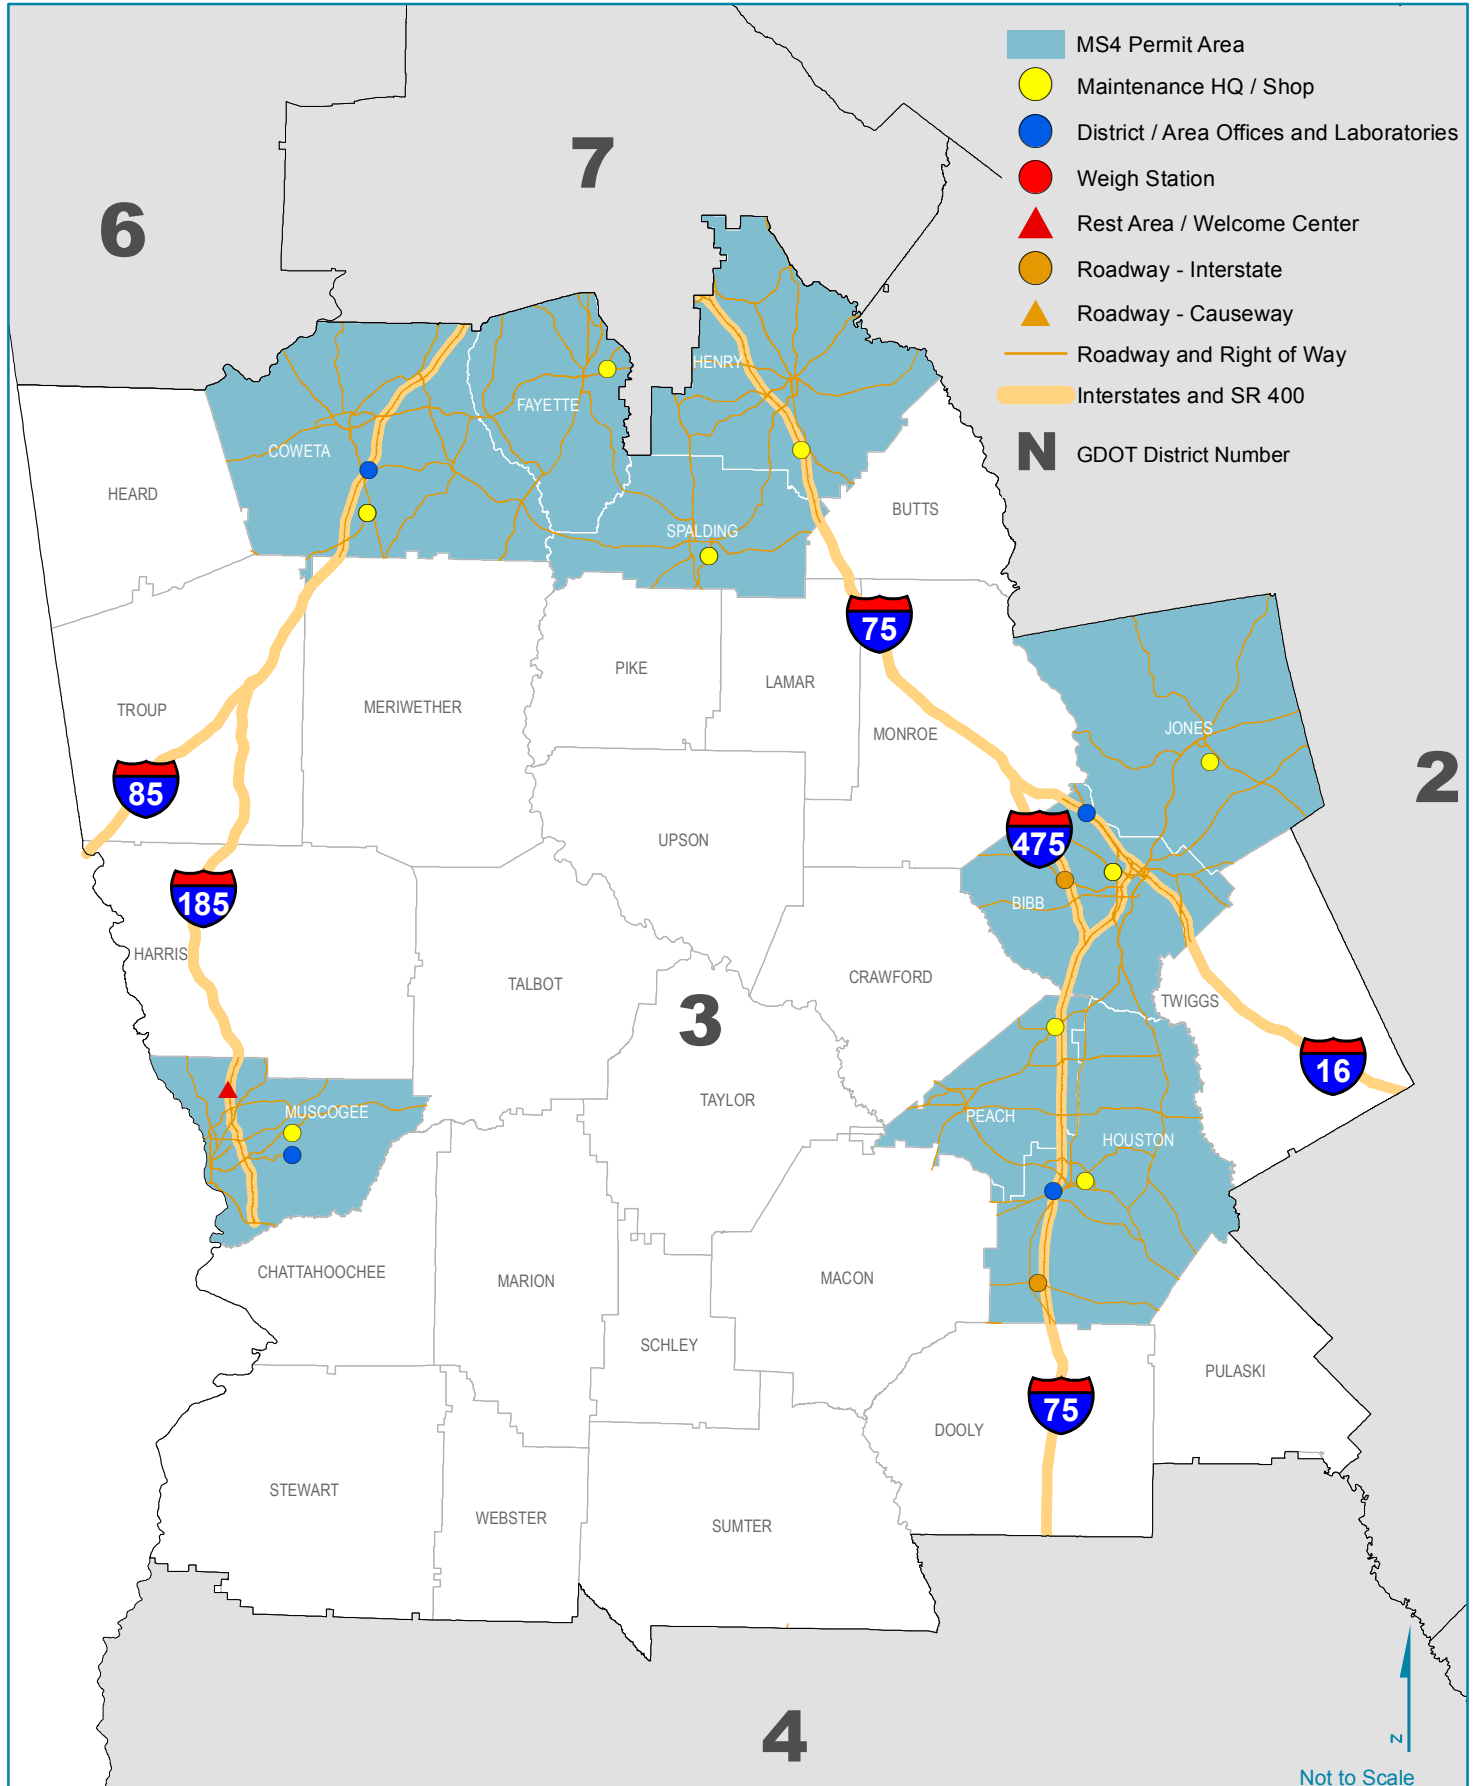 MS4 Permit Area
Maintenance HQ / Shop
District / Area Offices and Laboratories
Weigh Station
Rest Area / Welcome Center
Roadway - Interstate
Roadway - Causeway
Roadway and Right of Way
Interstates and SR 400
N GDOT District Number
7
6
HENRY
FAYETTE
COWETA
HEARD
BUTTS
SPALDING
75
PIKE
LAMAR
TROUP
MERIWETHER
MONROE
JONES
2
85
UPSON
475
185
BIBB
HARRIS
CRAWFORD
TALBOT
TWIGGS
3
16
TAYLOR
MUSCOGEE
PEACH
HOUSTON
CHATTAHOOCHEE
MARION
MACON
SCHLEY
PULASKI
75
DOOLY
STEWART
WEBSTER
SUMTER
4
N
Not to Scale